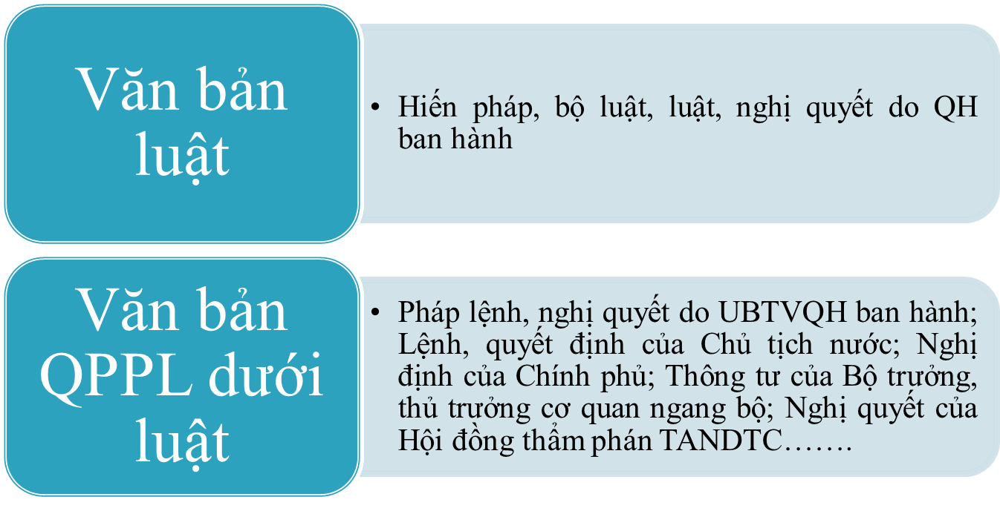 Văn bản
luật
• Hiến pháp, bộ luật, luật, nghị quyết do QH
ban hành
Văn bản
QPPL dưới
luật
• Pháp lệnh, nghị quyết do UBTVQH ban hành;
Lệnh, quyết định của Chủ tịch nước; Nghị
định của Chính phủ; Thông tư của Bộ trưởng,
thủ trưởng cơ quan ngang bộ; Nghị quyết của
Hội đồng thẩm phán TANDTC…….